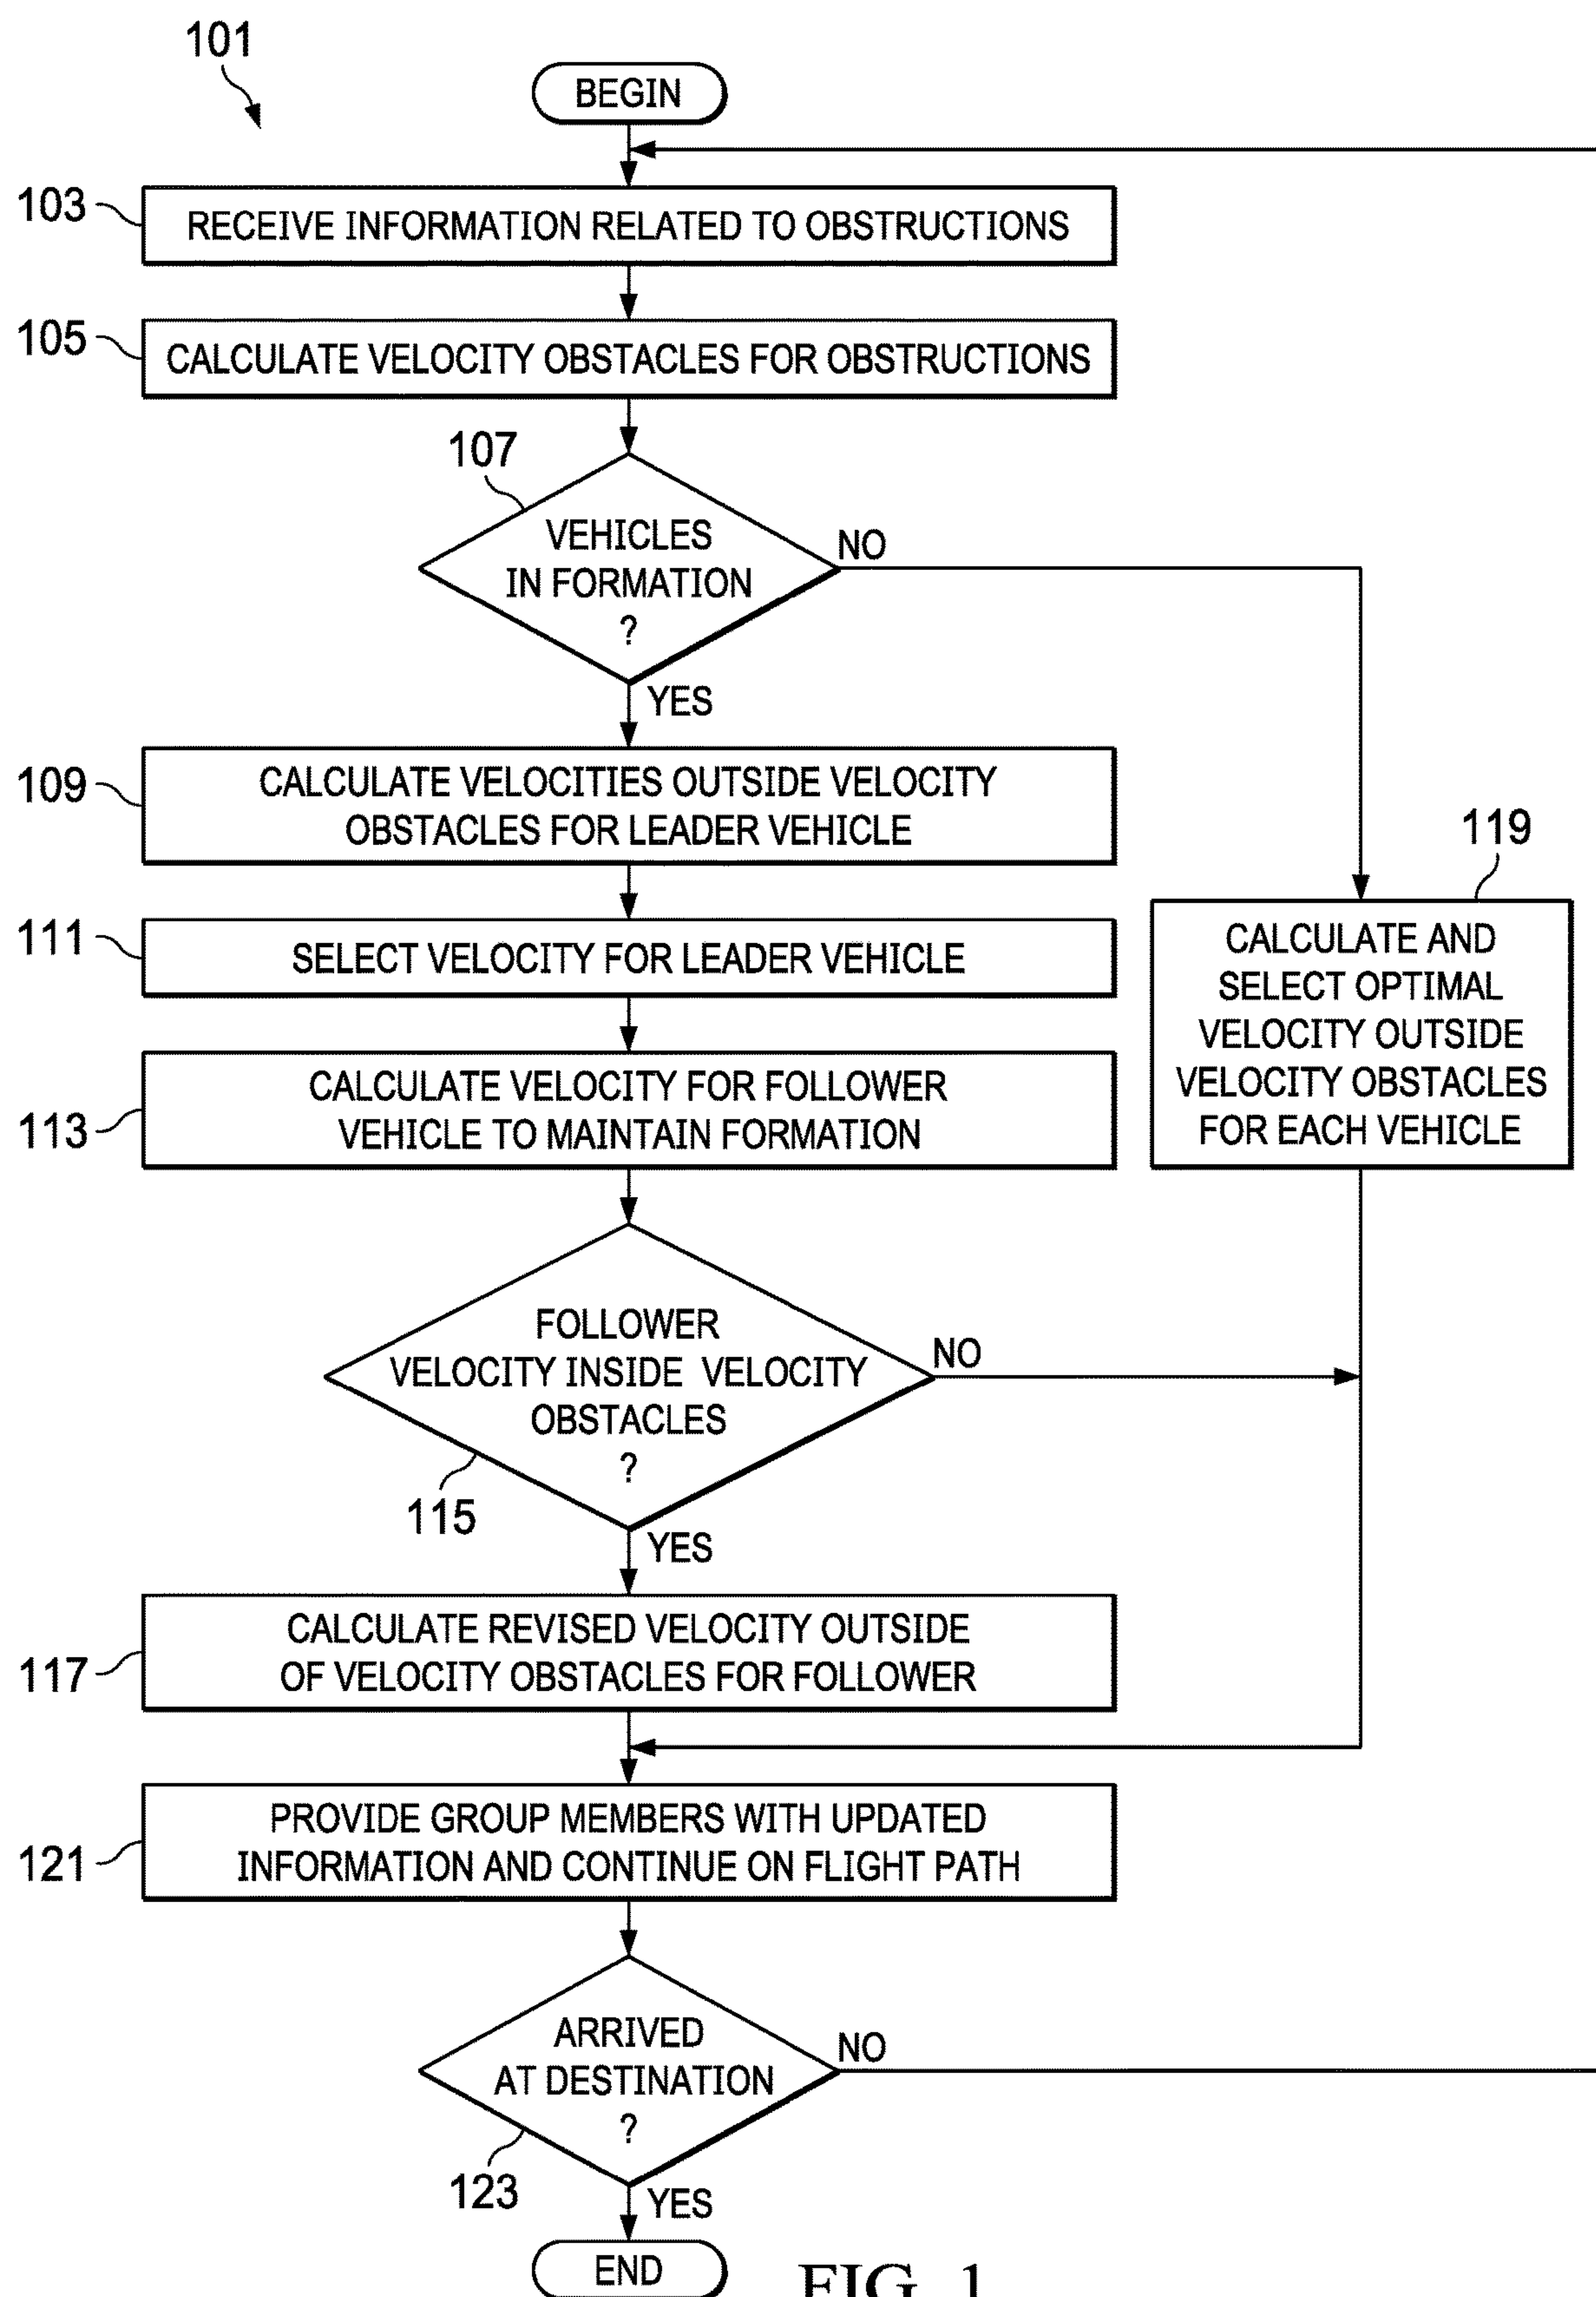 101
BEGIN
103
RECEIVE INFORMATION RELATED TO OBSTRUCTIONS
105
CALCULATE VELOCITY OBSTACLES FOR OBSTRUCTIONS
107
VEHICLES
IN FORMATION
?
NO
YES
109
CALCULATE VELOCITIES OUTSIDE VELOCITY
OBSTACLES FOR LEADER VEHICLE
119
CALCULATE AND
SELECT OPTIMAL
VELOCITY OUTSIDE
VELOCITY OBSTACLES
FOR EACH VEHICLE
111
SELECT VELOCITY FOR LEADER VEHICLE
113
CALCULATE VELOCITY FOR FOLLOWER
VEHICLE TO MAINTAIN FORMATION
FOLLOWER
VELOCITY INSIDE VELOCITY
OBSTACLES
?
NO
115
YES
117
CALCULATE REVISED VELOCITY OUTSIDE
OF VELOCITY OBSTACLES FOR FOLLOWER
121
PROVIDE GROUP MEMBERS WITH UPDATED
INFORMATION AND CONTINUE ON FLIGHT PATH
ARRIVED
AT DESTINATION
?
NO
123
YES
END
FIG. 1